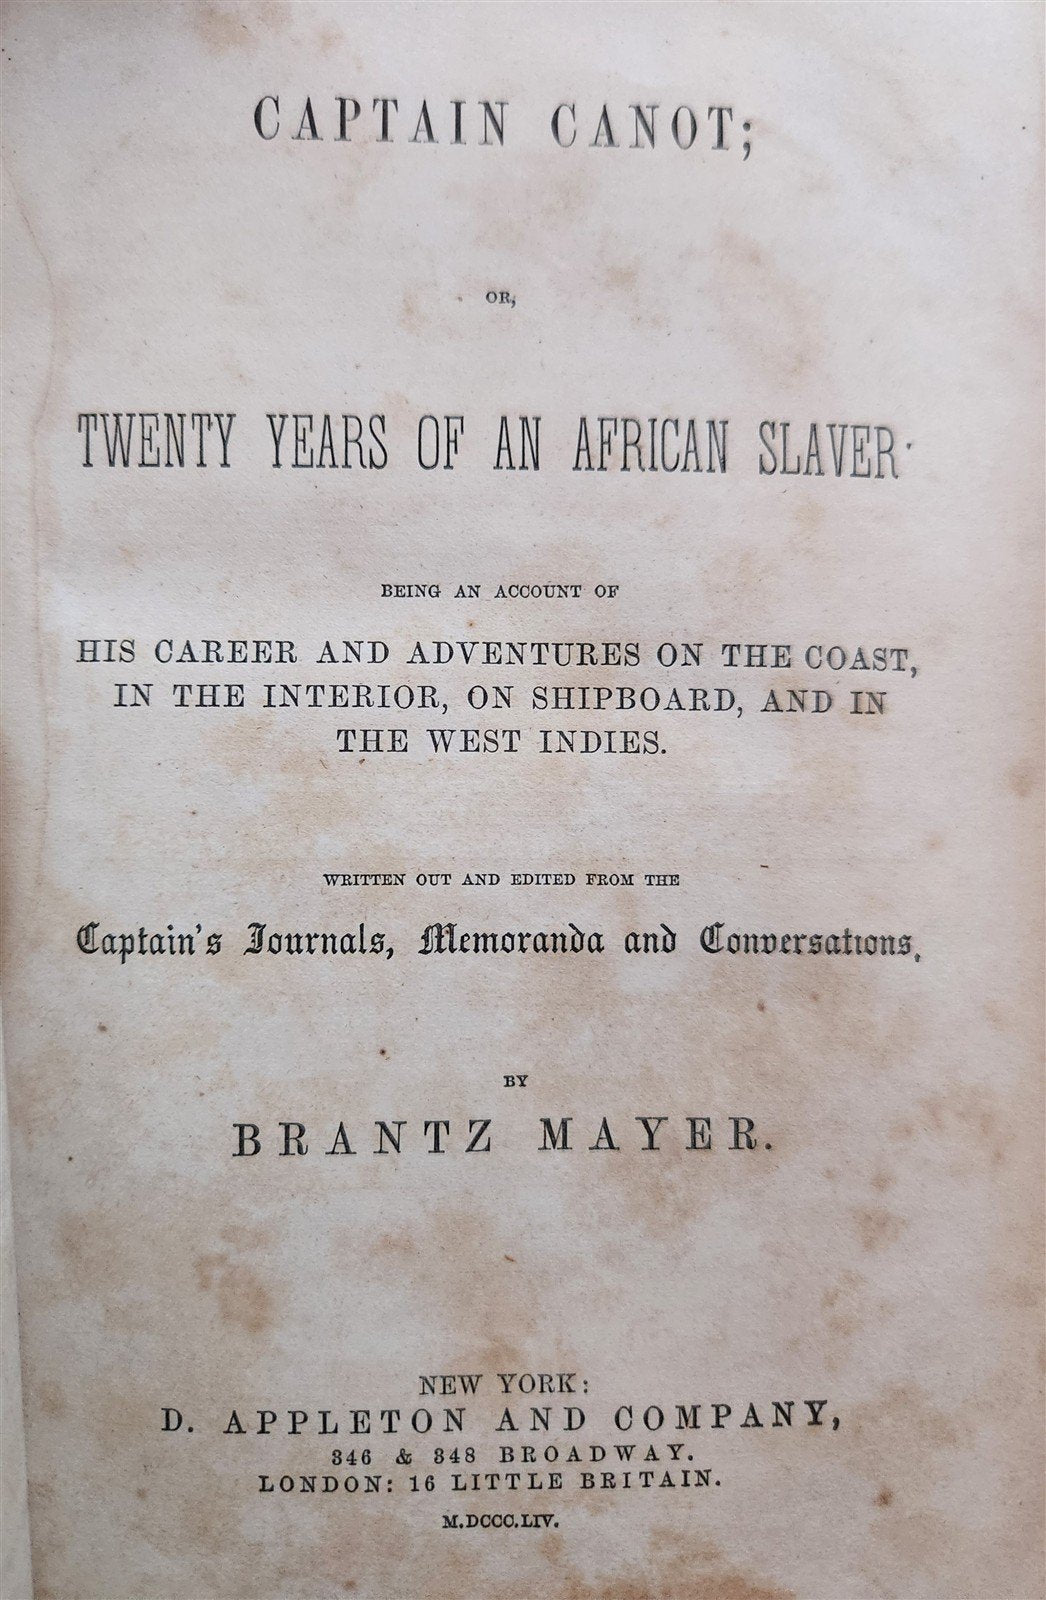 CAPTAIN CANOT;
OR,
TWENTY YEARS OF AN AFRICAN SLAVER
BEING AN ACCOUNT OF
HIS CAREER AND ADVENTURES ON THE COAST,
IN THE INTERIOR, ON SHIPBOARD, AND IN
THE WEST INDIES.
WRITTEN OUT AND EDITED FROM THE
Captain's Journals, Memoranda and Conversations,
BY
BRANTZ MAYER.
NEW YORK:
D. APPLETON AND COMPANY,
346 & 348 BROADWAY.
LONDON: 16 LITTLE BRITAIN.
M.DCCC.LIV.